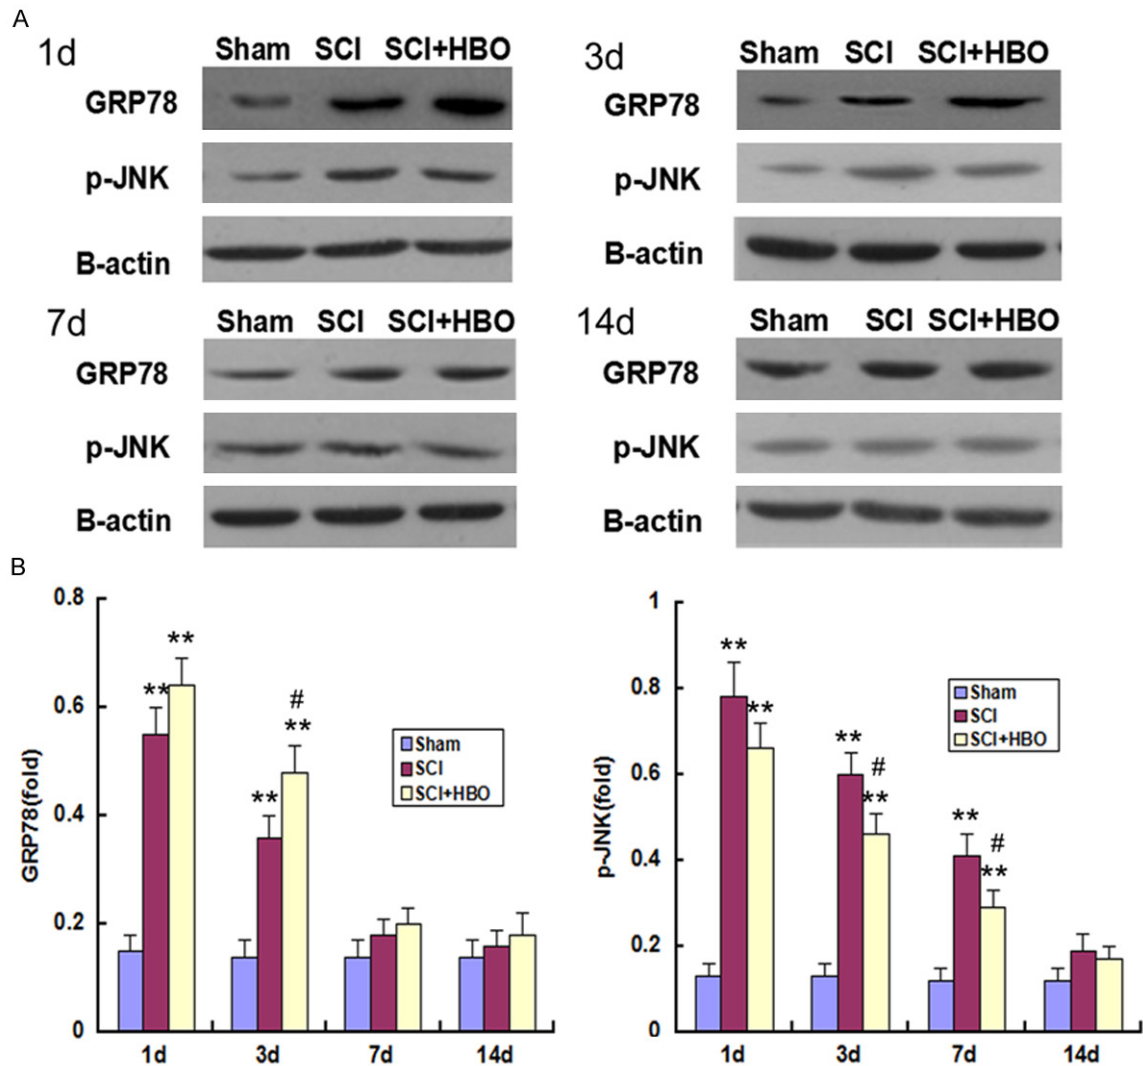 A
1d Sham SCI SCI+HBO
GRP78
p-JNK
B-actin
3d Sham SCI SCI+HBO
GRP78
p-JNK
B-actin
7d Sham SCI SCI+HBO
GRP78
p-JNK
B-actin
14d Sham SCI SCI+HBO
GRP78
p-JNK
B-actin
B
GRP78(fold)
0.8
0.6
0.4
0.2
0
**
**
**
#
**
Sham
SCI
SCI+HBO
1d 3d 7d 14d
p-JNK(fold)
1
0.8
0.6
0.4
0.2
0
**
**
**
#
**
**
#
**
Sham
SCI
SCI+HBO
1d 3d 7d 14d